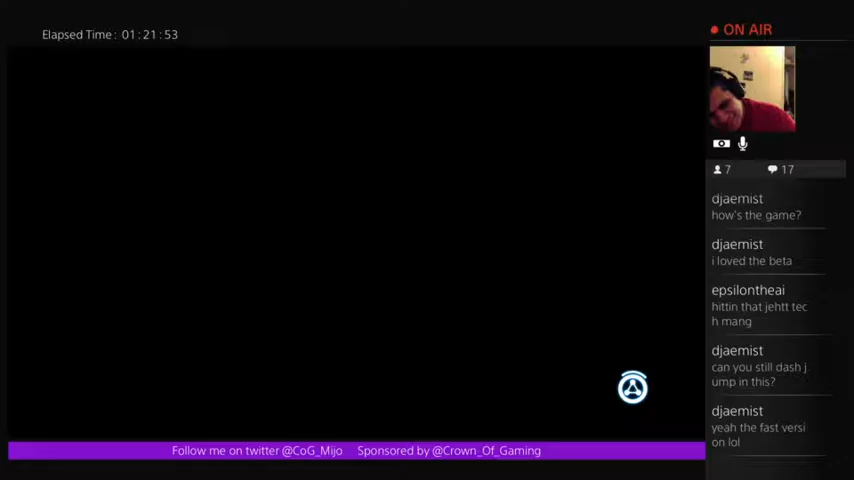 Elapsed Time: 01:21:53
ON AIR
7 17
djaemist
how's the game?
djaemist
i loved the beta
epsilontheai
hittin that jehtt tec
h mang
djaemist
can you still dash j
ump in this?
djaemist
yeah the fast versi
on lol
Follow me on twitter @CoG_Mijo Sponsored by @Crown_Of_Gaming